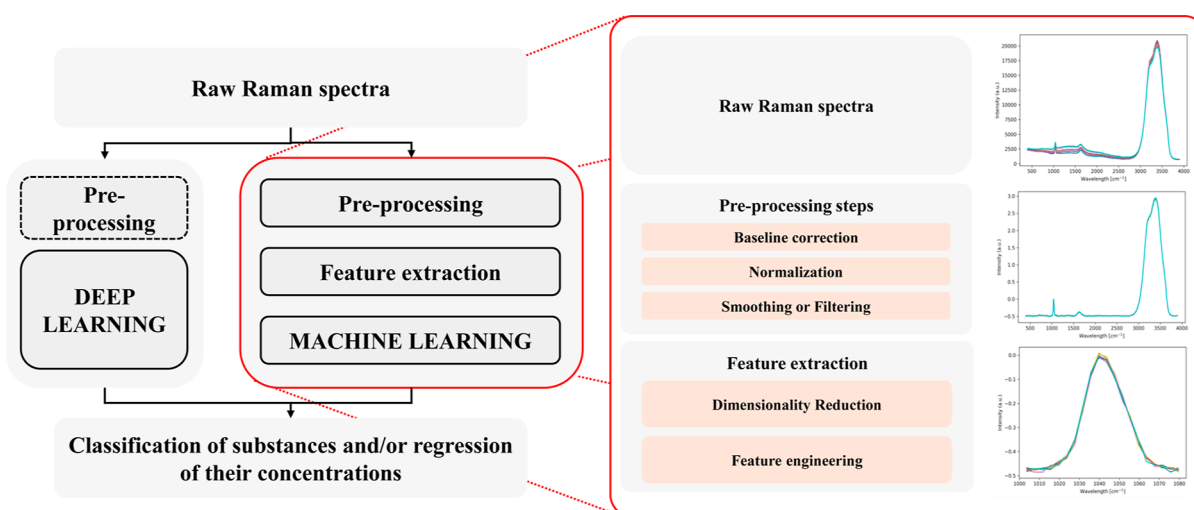 Raw Raman spectra
Pre-
processing
DEEP
LEARNING
Pre-processing
Feature extraction
MACHINE LEARNING
Classification of substances and/or regression
of their concentrations
Raw Raman spectra
Intensity (a.u.)
20000
17500
15000
12500
10000
7500
5000
2500
0
500 1000 1500 2000 2500 3000 3500 4000
Wavelength [cm⁻¹]
Pre-processing steps
Baseline correction
Normalization
Smoothing or Filtering
Intensity (a.u.)
3.0
2.5
2.0
1.5
1.0
0.5
0.0
−0.5
500 1000 1500 2000 2500 3000 3500 4000
Wavelength [cm⁻¹]
Feature extraction
Dimensionality Reduction
Feature engineering
Intensity (a.u.)
0.0
−0.1
−0.2
−0.3
−0.4
−0.5
1000 1010 1020 1030 1040 1050 1060 1070 1080
Wavelength [cm⁻¹]